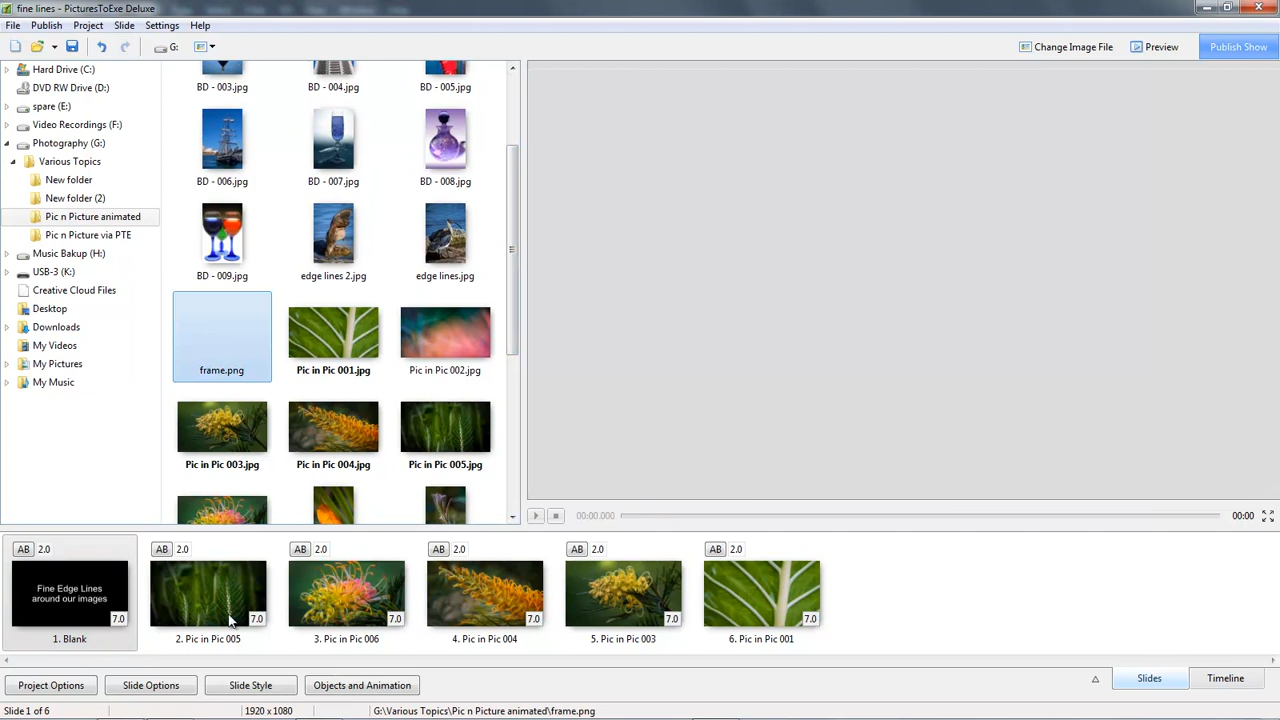 fine lines - PicturesToExe Deluxe
File Publish Project Slide Settings Help
G: Change Image File Preview Publish Show
Hard Drive (C:)
DVD RW Drive (D:)
spare (E:)
Video Recordings (F:)
Photography (G:)
Various Topics
New folder
New folder (2)
Pic n Picture animated
Pic n Picture via PTE
Music Bakup (H:)
USB-3 (K:)
Creative Cloud Files
Desktop
Downloads
My Videos
My Pictures
My Music
BD - 003.jpg BD - 004.jpg BD - 005.jpg
BD - 006.jpg BD - 007.jpg BD - 008.jpg
BD - 009.jpg edge lines 2.jpg edge lines.jpg
frame.png Pic in Pic 001.jpg Pic in Pic 002.jpg
Pic in Pic 003.jpg Pic in Pic 004.jpg Pic in Pic 005.jpg
00:00.000 00:00
AB 2.0 AB 2.0 AB 2.0 AB 2.0 AB 2.0 AB 2.0
Fine Edge Lines
around our images
7.0 7.0 7.0 7.0 7.0 7.0
1. Blank 2. Pic in Pic 005 3. Pic in Pic 006 4. Pic in Pic 004 5. Pic in Pic 003 6. Pic in Pic 001
Project Options Slide Options Slide Style Objects and Animation Slides Timeline
Slide 1 of 6 1920 x 1080 G:\Various Topics\Pic n Picture animated\frame.png